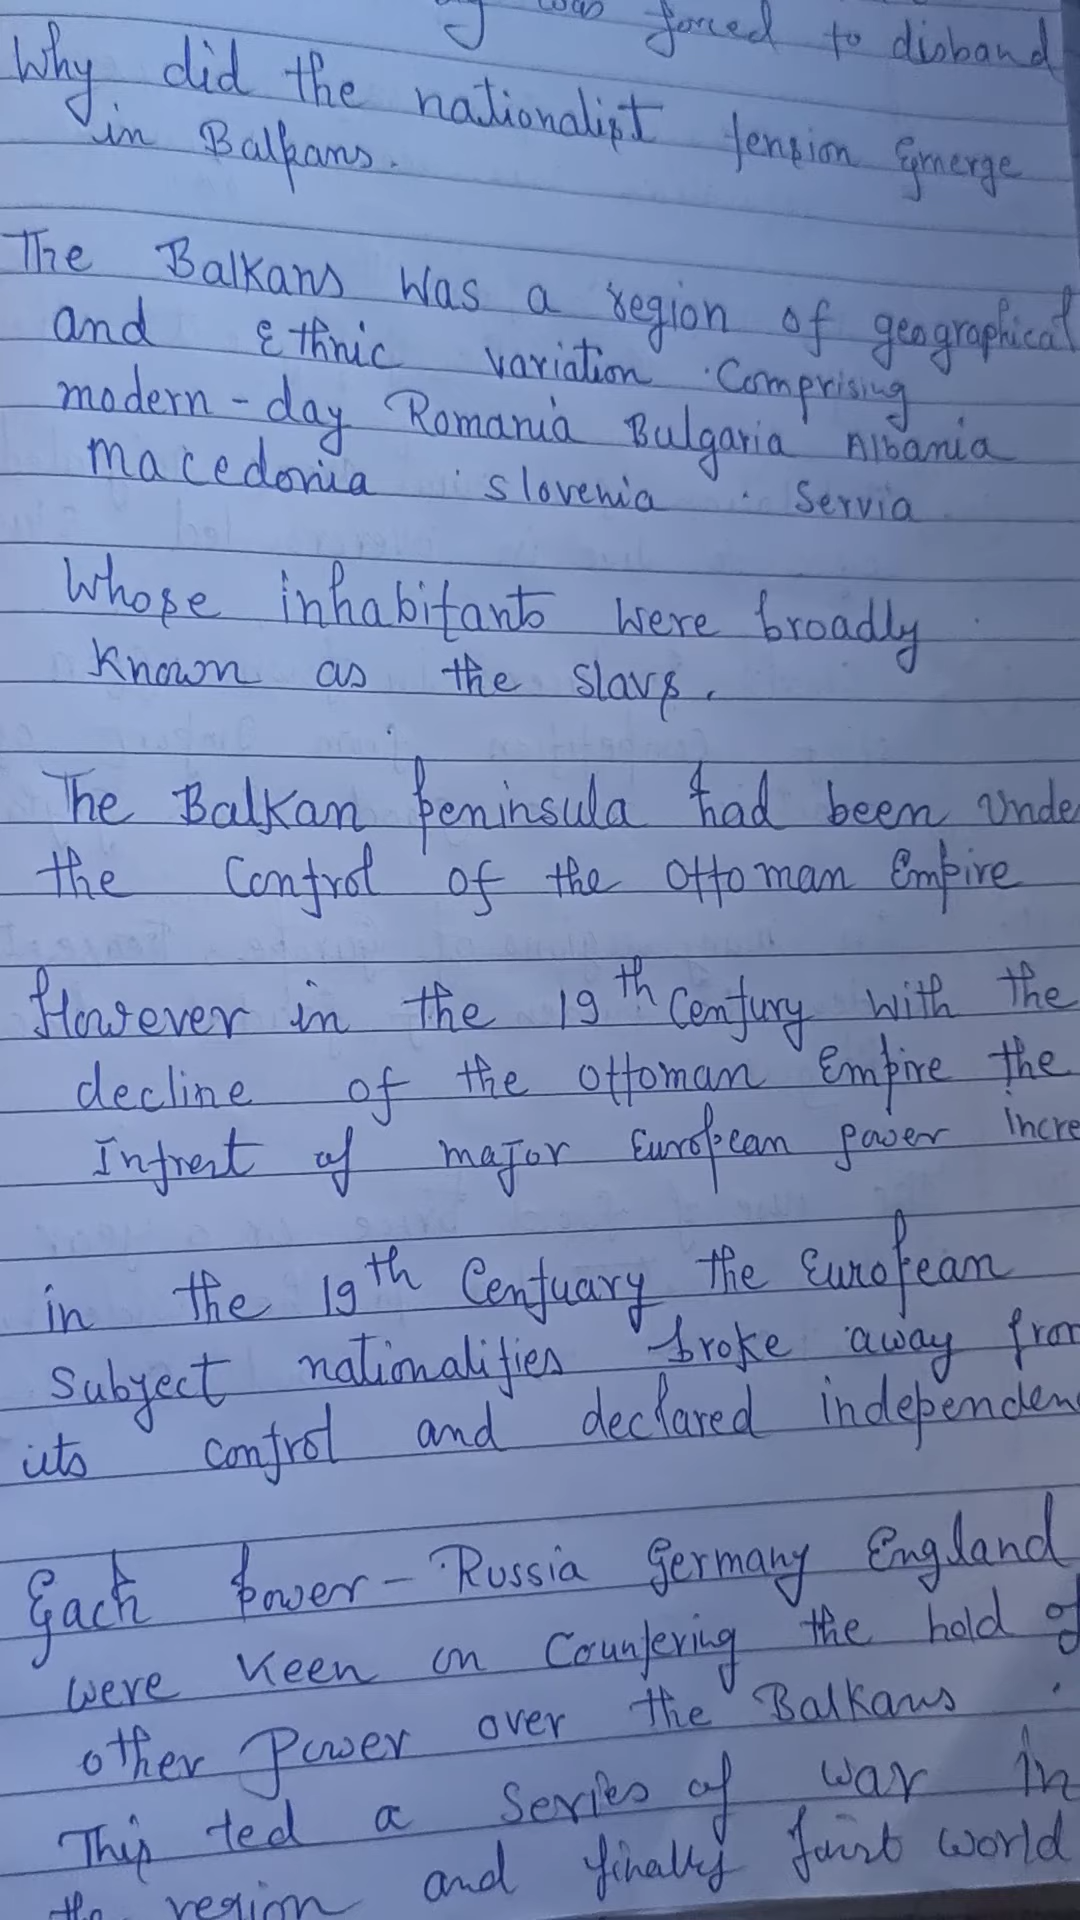 was forced to disband
Why did the nationalist tension Emerge
in Balkans.
The Balkans Was a region of geographical
and Ethnic variation Comprising
modern-day Romania Bulgaria Albania
Macedonia slovenia Servia
Whose inhabitants were broadly
Known as the slavs.
The Balkan peninsula had been Unde
the Control of the Ottoman Empire
However in the 19th Century with the
decline of the Ottoman Empire the
Intrest of major European power incre
in the 19th Centuary the European
Subject nationalities broke away from
its control and declared independen
Each power - Russia Germany England
were Keen on Countering the hold of
other Power over the Balkans.
This led a series of war in
the region and finally first world